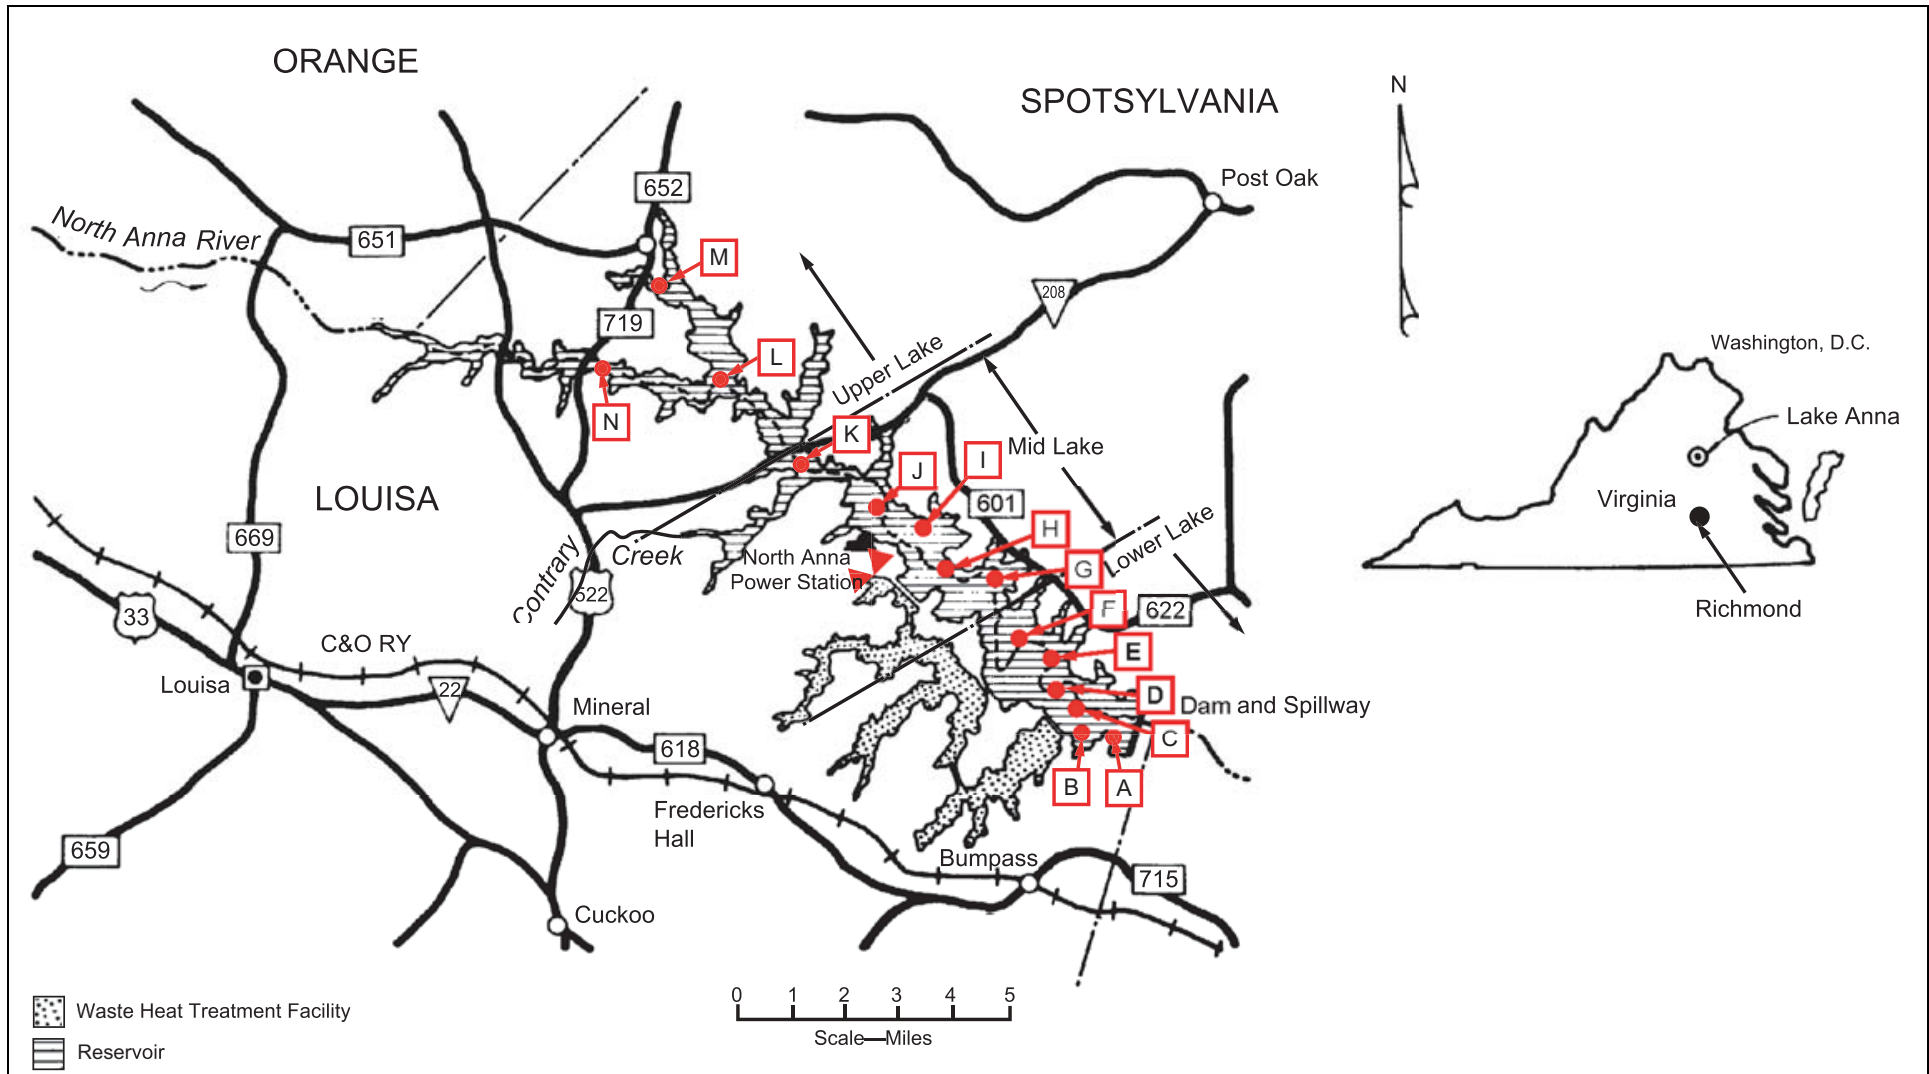 ORANGE
SPOTSYLVANIA
N
652
Post Oak
North Anna River
651
M
208
719
L
Upper Lake
Washington, D.C.
N
K
Mid Lake
Lake Anna
J
I
LOUISA
601
Virginia
669
H
Lower Lake
Contrary
Creek
North Anna
Power Station
G
522
F
622
Richmond
33
C&O RY
E
Louisa
22
Mineral
D
Dam and Spillway
618
C
B
A
Fredericks
Hall
659
Bumpass
715
Cuckoo
0 1 2 3 4 5
Scale—Miles
Waste Heat Treatment Facility
Reservoir